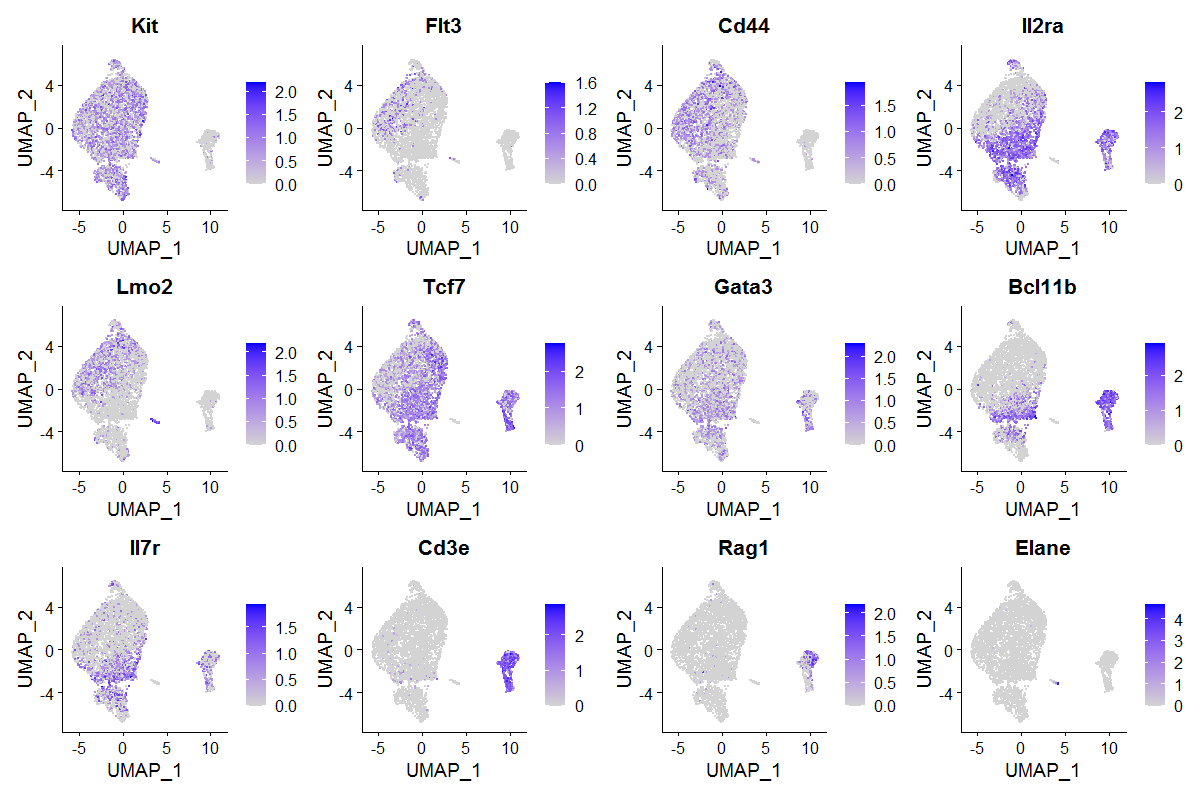 Kit Flt3 Cd44 Il2ra
UMAP_2 4 0 -4 2.0 1.5 1.0 0.5 0.0 UMAP_2 4 0 -4 1.6 1.2 0.8 0.4 0.0 UMAP_2 4 0 -4 1.5 1.0 0.5 0.0 UMAP_2 4 0 -4 2 1 0
-5 0 5 10 -5 0 5 10 -5 0 5 10 -5 0 5 10
UMAP_1 UMAP_1 UMAP_1 UMAP_1
Lmo2 Tcf7 Gata3 Bcl11b
UMAP_2 4 0 -4 2.0 1.5 1.0 0.5 0.0 UMAP_2 4 0 -4 2 1 0 UMAP_2 4 0 -4 2.0 1.5 1.0 0.5 0.0 UMAP_2 4 0 -4 2 1 0
-5 0 5 10 -5 0 5 10 -5 0 5 10 -5 0 5 10
UMAP_1 UMAP_1 UMAP_1 UMAP_1
Il7r Cd3e Rag1 Elane
UMAP_2 4 0 -4 1.5 1.0 0.5 0.0 UMAP_2 4 0 -4 2 1 0 UMAP_2 4 0 -4 2.0 1.5 1.0 0.5 0.0 UMAP_2 4 0 -4 4 3 2 1 0
-5 0 5 10 -5 0 5 10 -5 0 5 10 -5 0 5 10
UMAP_1 UMAP_1 UMAP_1 UMAP_1